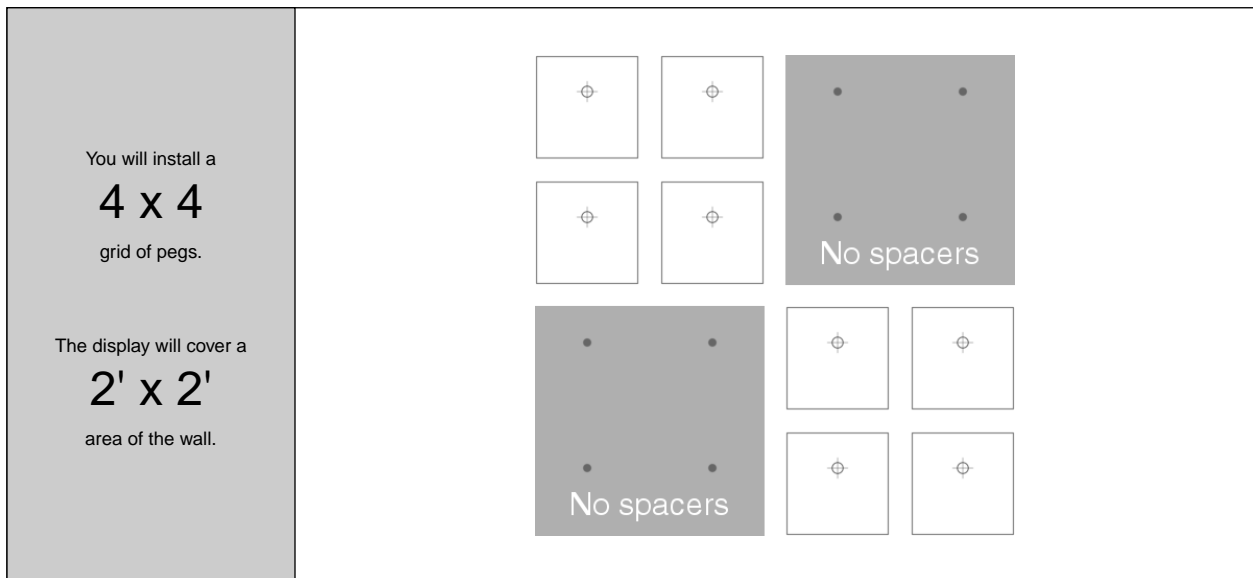 You will install a
4 x 4
grid of pegs.
The display will cover a
2' x 2'
area of the wall.
No spacers
No spacers